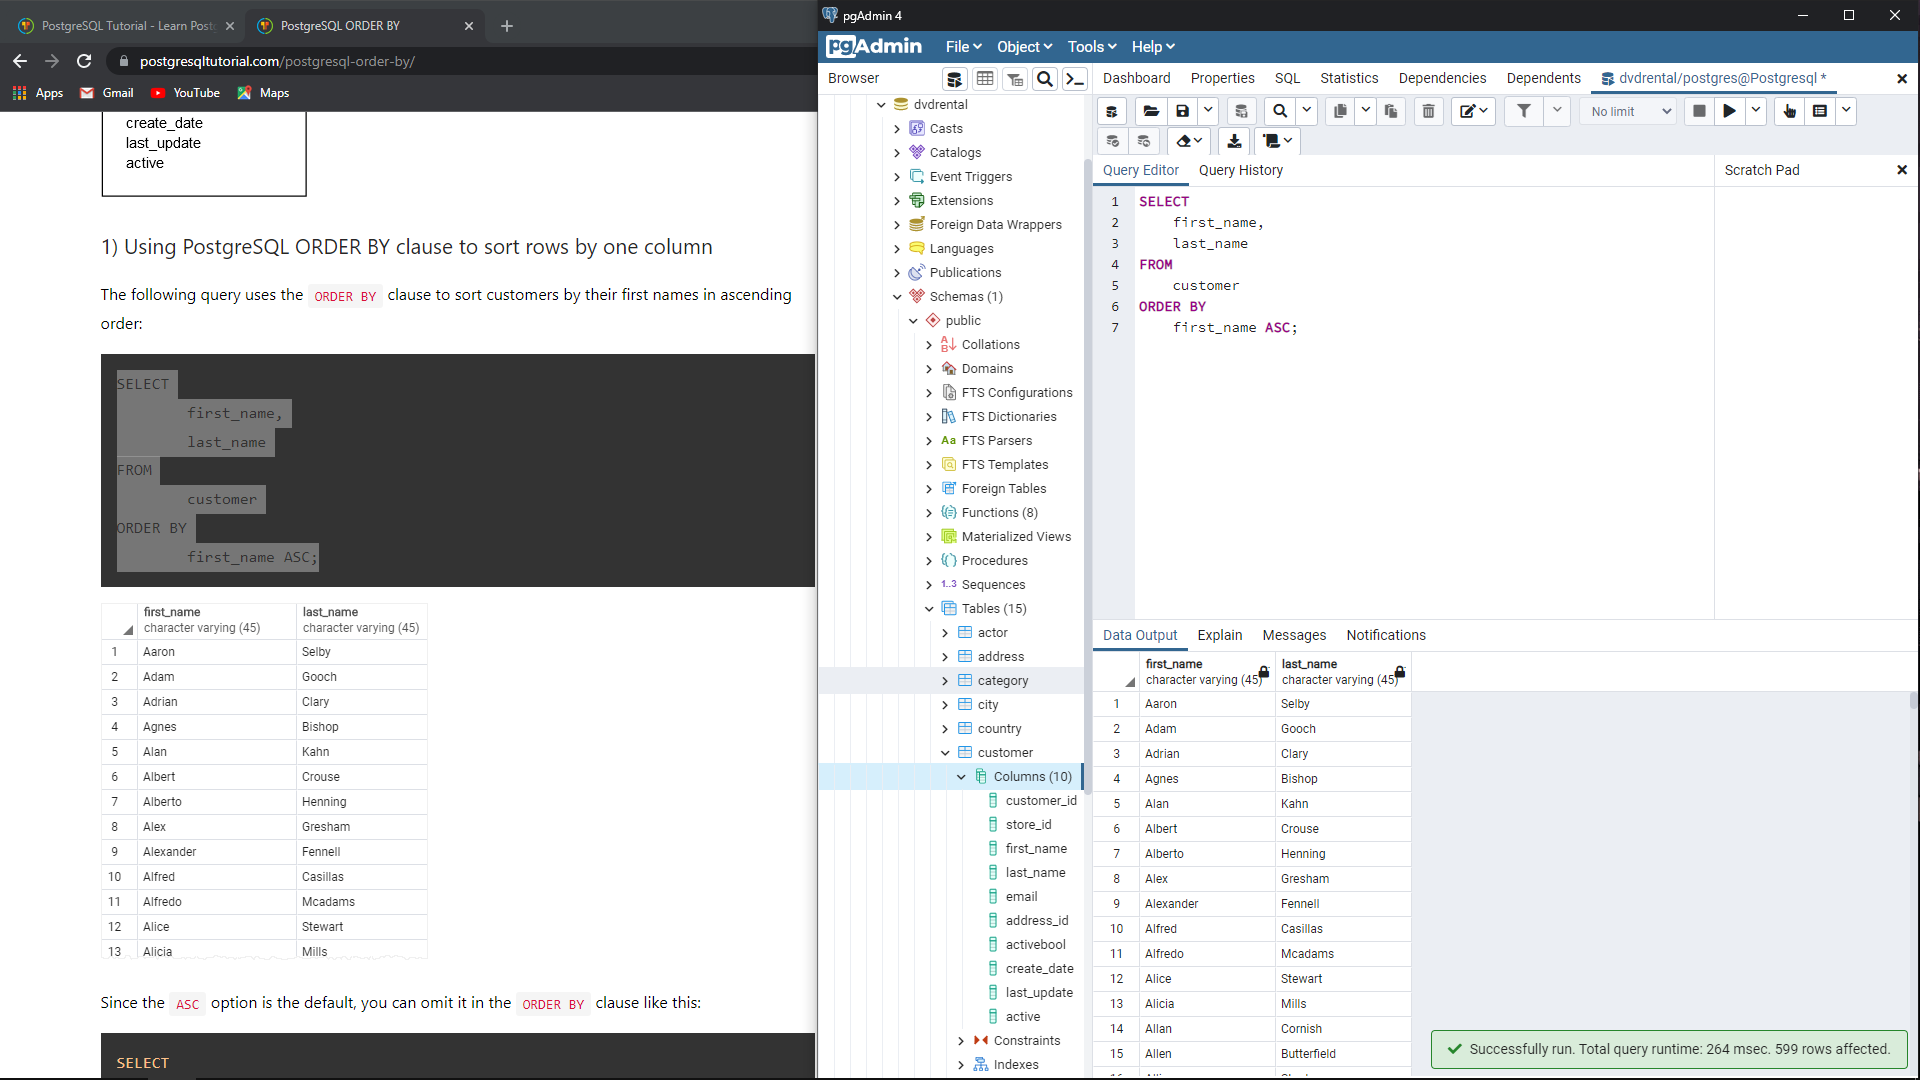 PostgreSQL Tutorial - Learn Post
PostgreSQL ORDER BY
postgresqltutorial.com/postgresql-order-by/
Apps
Gmail
YouTube
Maps
create_date
last_update
active
1) Using PostgreSQL ORDER BY clause to sort rows by one column
The following query uses the ORDER BY clause to sort customers by their first names in ascending
order:
SELECT
first_name,
last_name
FROM
customer
ORDER BY
first_name ASC;
first_name last_name
character varying (45) character varying (45)
1 Aaron Selby
2 Adam Gooch
3 Adrian Clary
4 Agnes Bishop
5 Alan Kahn
6 Albert Crouse
7 Alberto Henning
8 Alex Gresham
9 Alexander Fennell
10 Alfred Casillas
11 Alfredo Mcadams
12 Alice Stewart
13 Alicia Mills
Since the ASC option is the default, you can omit it in the ORDER BY clause like this:
SELECT
pgAdmin 4
pgAdmin File Object Tools Help
Browser
Dashboard Properties SQL Statistics Dependencies Dependents dvdrental/postgres@Postgresql *
dvdrental
Casts
Catalogs
Event Triggers
Extensions
Foreign Data Wrappers
Languages
Publications
Schemas (1)
public
Collations
Domains
FTS Configurations
FTS Dictionaries
Aa FTS Parsers
FTS Templates
Foreign Tables
Functions (8)
Materialized Views
Procedures
1..3 Sequences
Tables (15)
actor
address
category
city
country
customer
Columns (10)
customer_id
store_id
first_name
last_name
email
address_id
activebool
create_date
last_update
active
Constraints
Indexes
No limit
Query Editor Query History
Scratch Pad
1 SELECT
2 first_name,
3 last_name
4 FROM
5 customer
6 ORDER BY
7 first_name ASC;
Data Output Explain Messages Notifications
first_name last_name
character varying (45) character varying (45)
1 Aaron Selby
2 Adam Gooch
3 Adrian Clary
4 Agnes Bishop
5 Alan Kahn
6 Albert Crouse
7 Alberto Henning
8 Alex Gresham
9 Alexander Fennell
10 Alfred Casillas
11 Alfredo Mcadams
12 Alice Stewart
13 Alicia Mills
14 Allan Cornish
15 Allen Butterfield
Successfully run. Total query runtime: 264 msec. 599 rows affected.